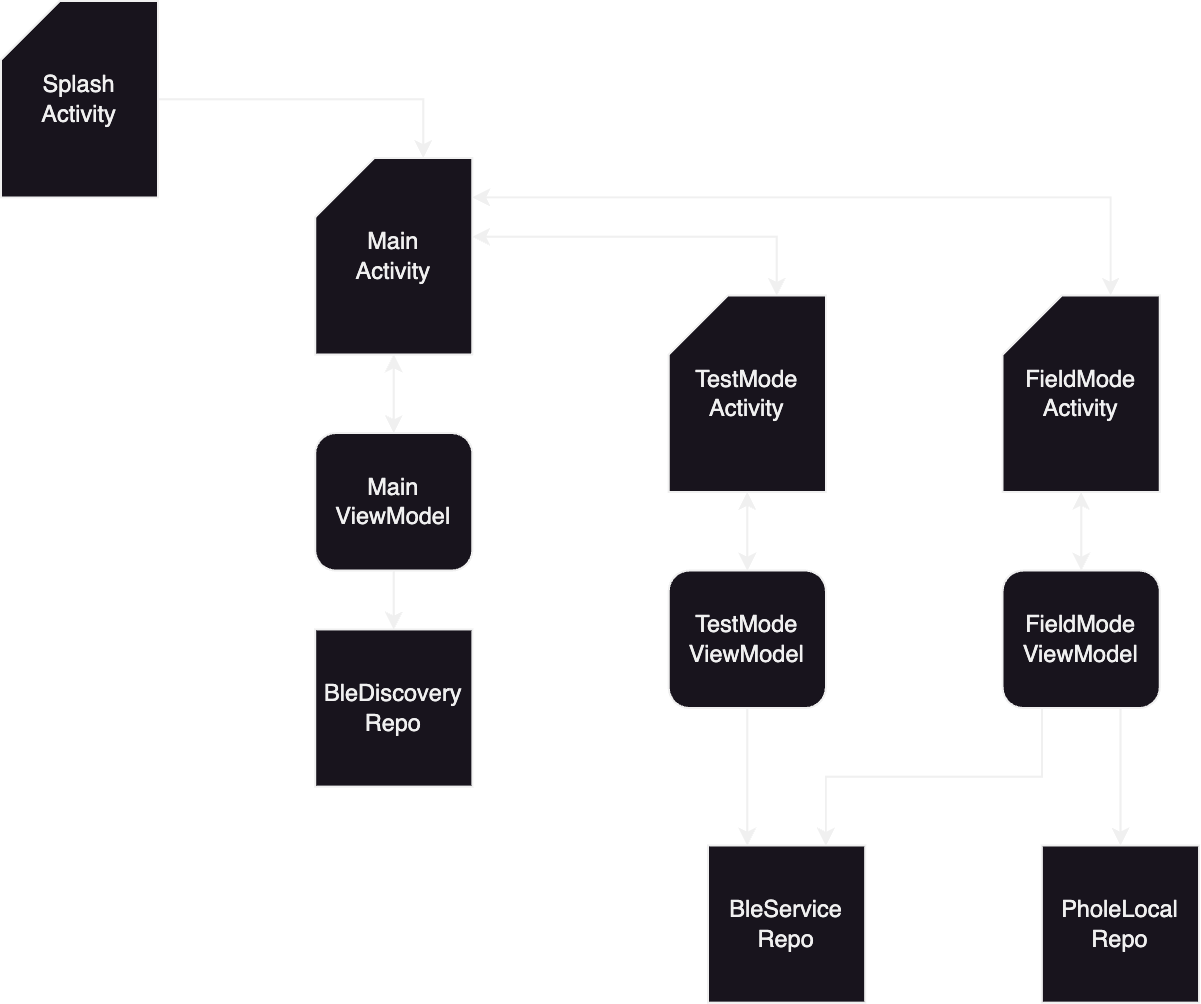 Splash
Activity
Main
Activity
TestMode
Activity
FieldMode
Activity
Main
ViewModel
TestMode
ViewModel
FieldMode
ViewModel
BleDiscovery
Repo
BleService
Repo
PholeLocal
Repo